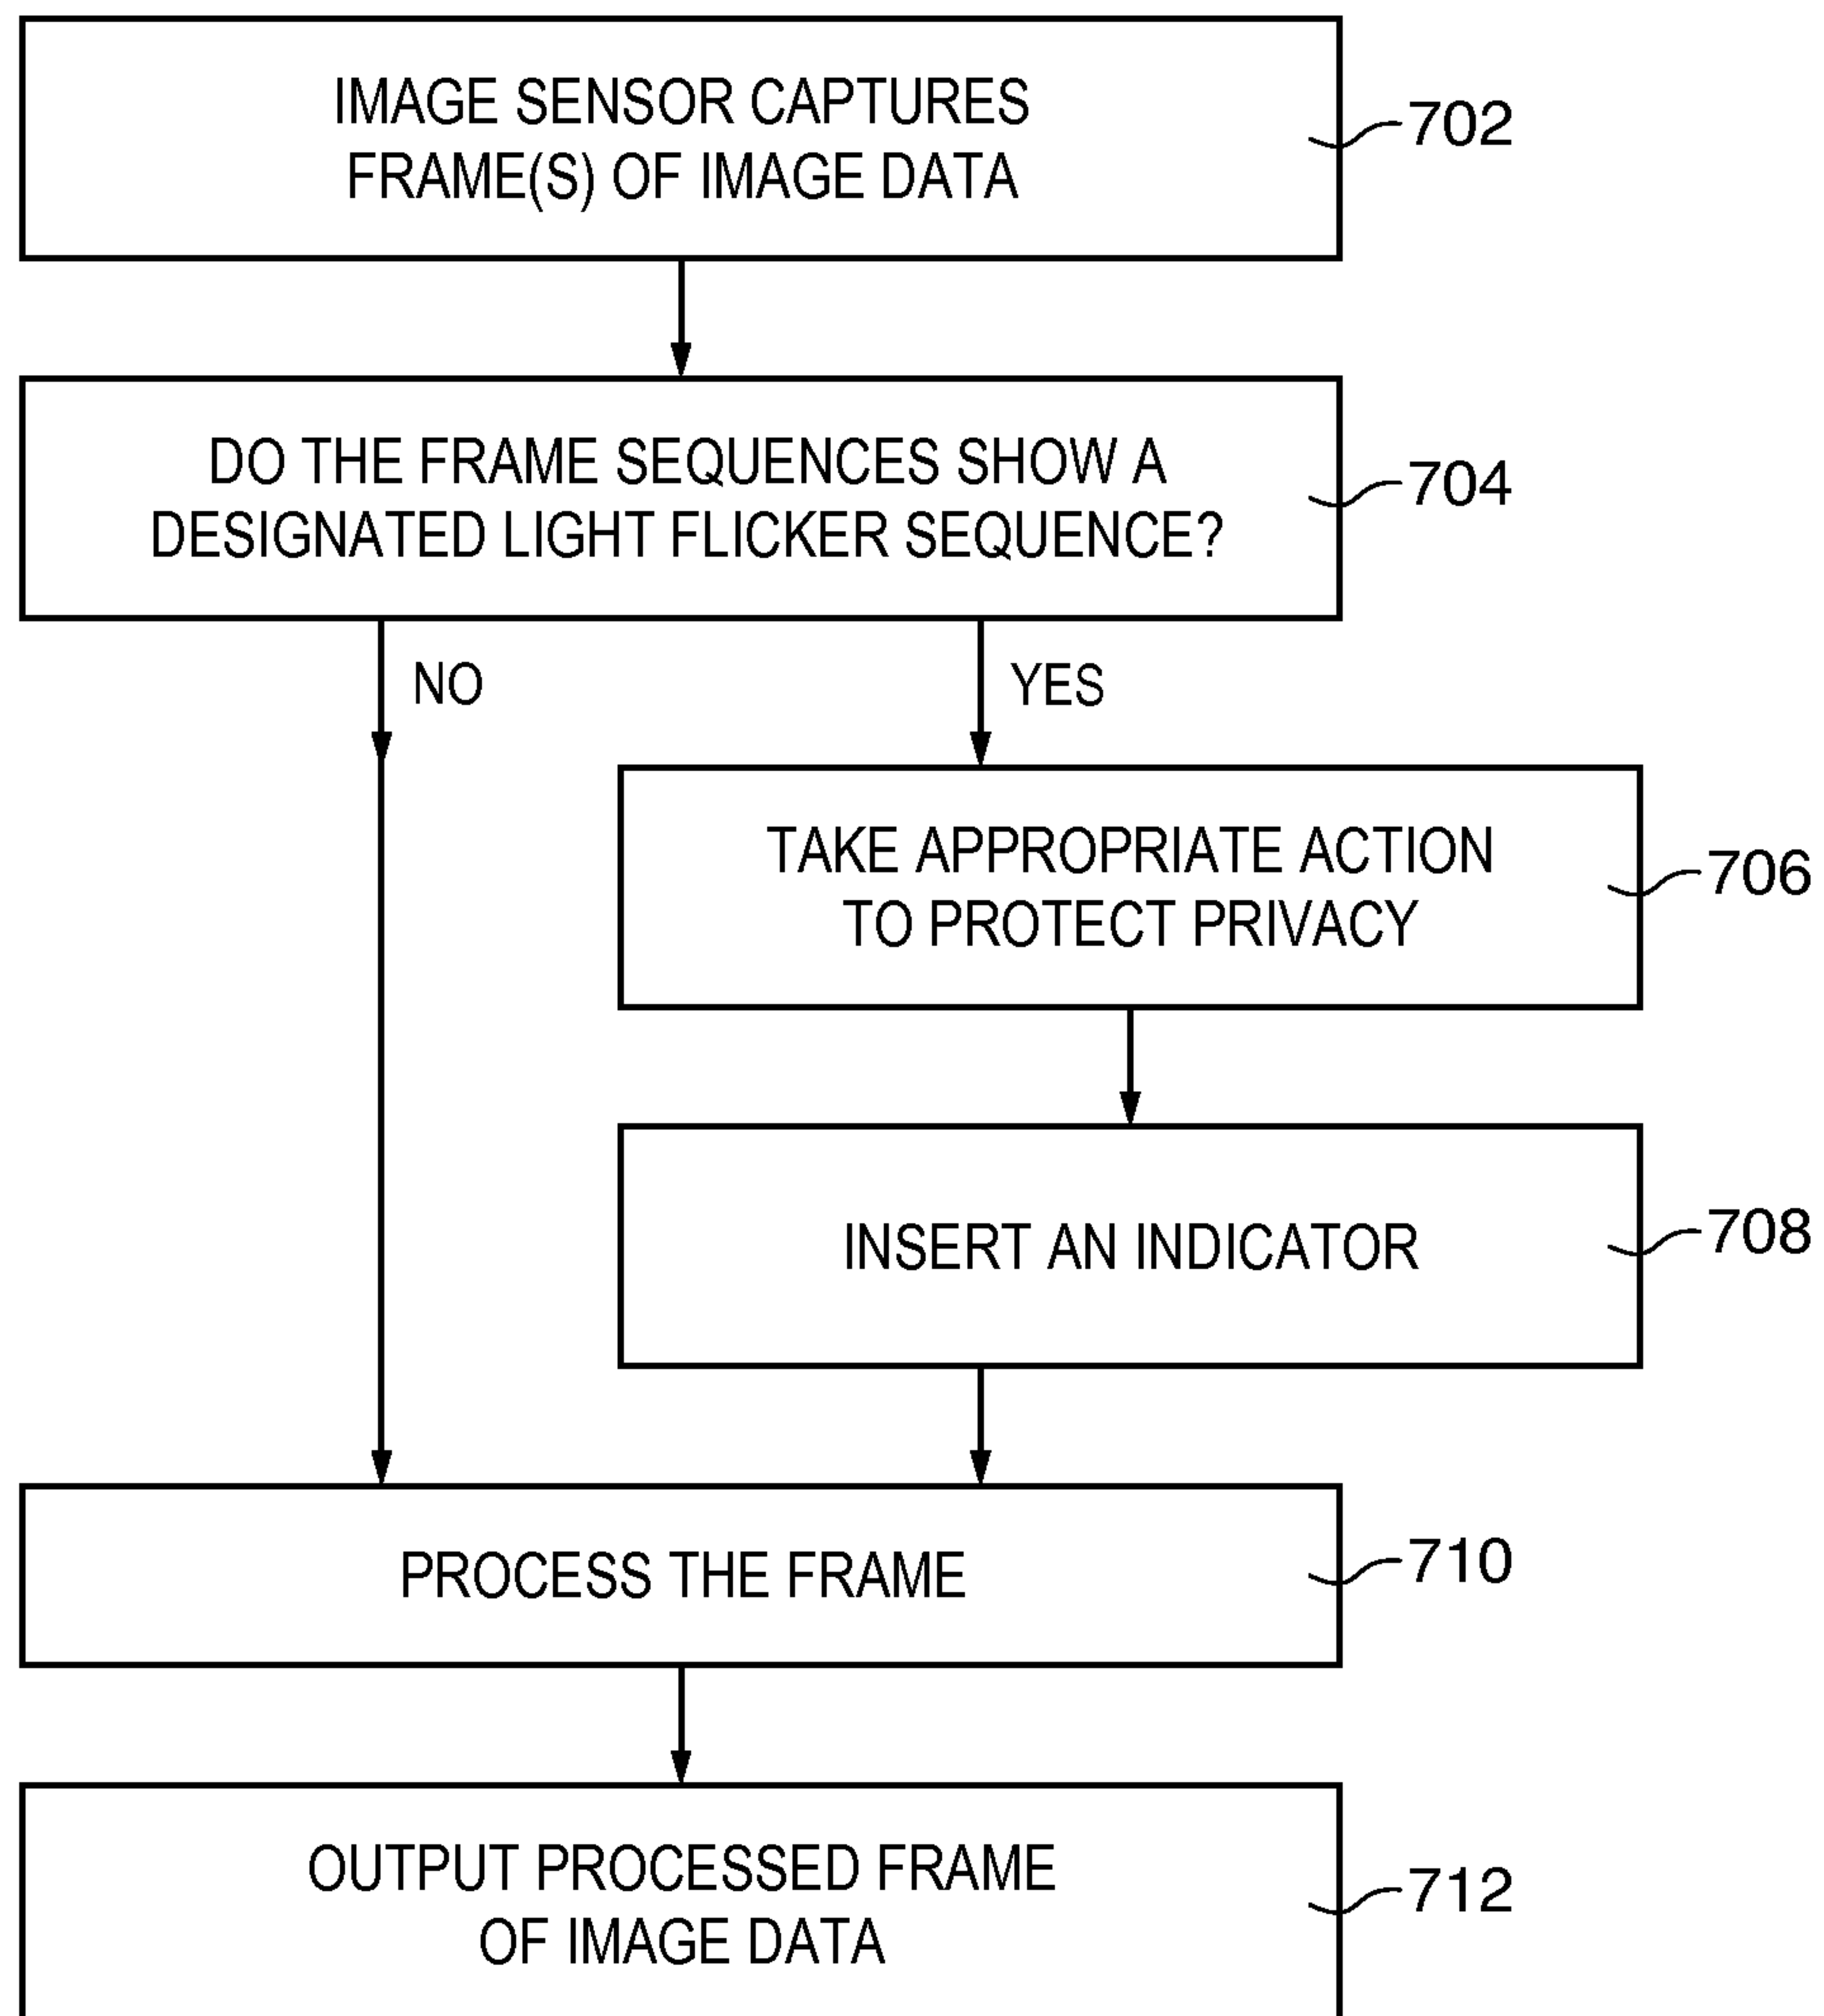 IMAGE SENSOR CAPTURES
FRAME(S) OF IMAGE DATA
702
DO THE FRAME SEQUENCES SHOW A
DESIGNATED LIGHT FLICKER SEQUENCE?
704
NO
YES
TAKE APPROPRIATE ACTION
TO PROTECT PRIVACY
706
INSERT AN INDICATOR
708
PROCESS THE FRAME
710
OUTPUT PROCESSED FRAME
OF IMAGE DATA
712